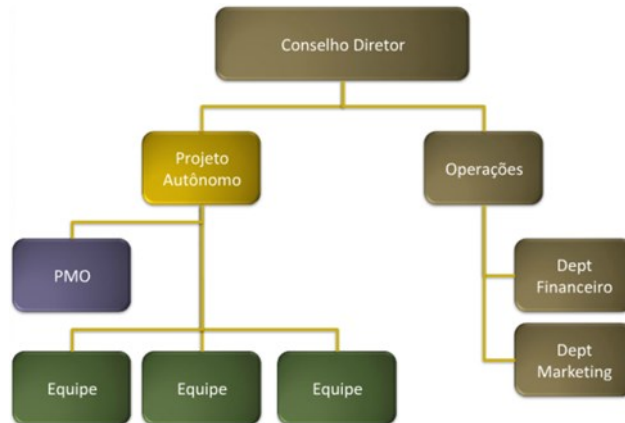 Conselho Diretor
Projeto
Autônomo
Operações
PMO
Dept
Financeiro
Equipe
Equipe
Equipe
Dept
Marketing